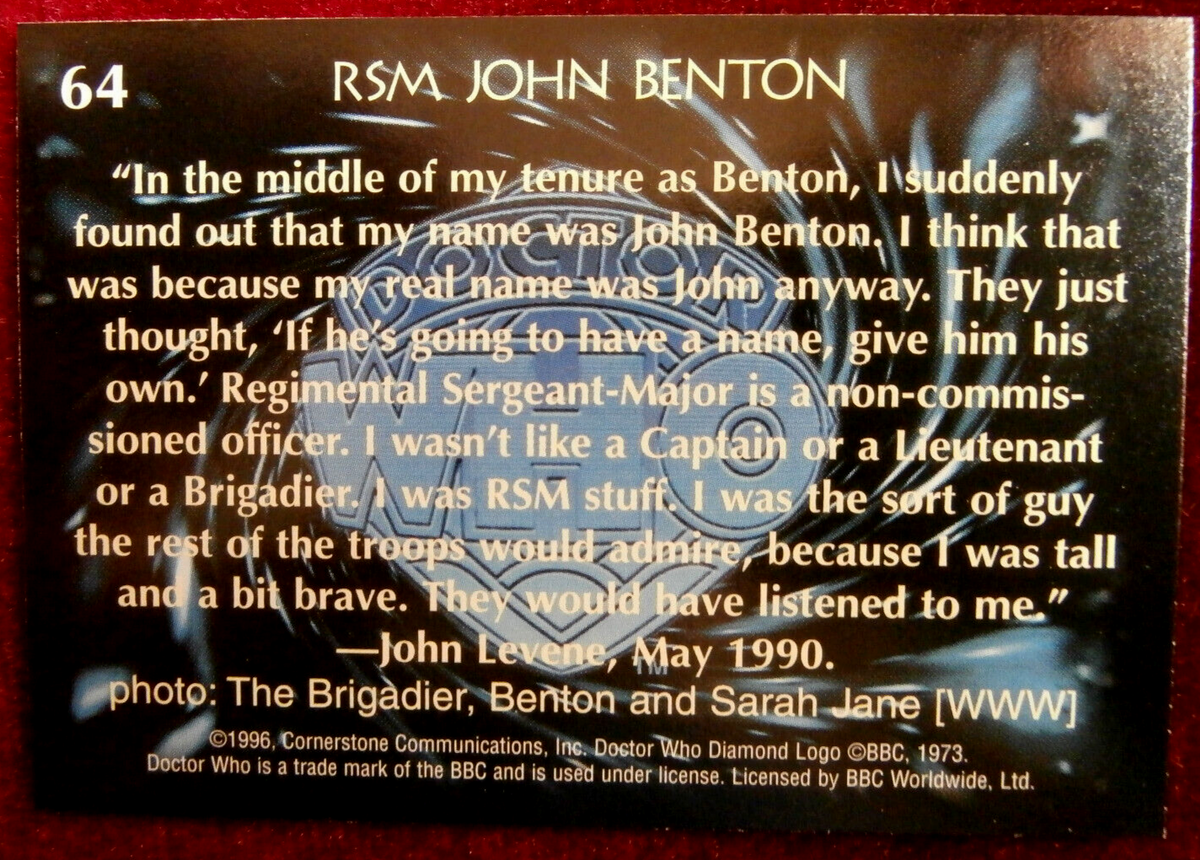 64
RSM JOHN BENTON
“In the middle of my tenure as Benton, I suddenly
found out that my name was John Benton. I think that
was because my real name was John anyway. They just
thought, ‘If he’s going to have a name, give him his
own.’ Regimental Sergeant-Major is a non-commis-
sioned officer. I wasn’t like a Captain or a Lieutenant
or a Brigadier. I was RSM stuff. I was the sort of guy
the rest of the troops would admire, because I was tall
and a bit brave. They would have listened to me.”
—John Levene, May 1990.
photo: The Brigadier, Benton and Sarah Jane [WWW]
©1996, Cornerstone Communications, Inc. Doctor Who Diamond Logo ©BBC, 1973.
Doctor Who is a trade mark of the BBC and is used under license. Licensed by BBC Worldwide, Ltd.
DOCTOR
WHO
TM